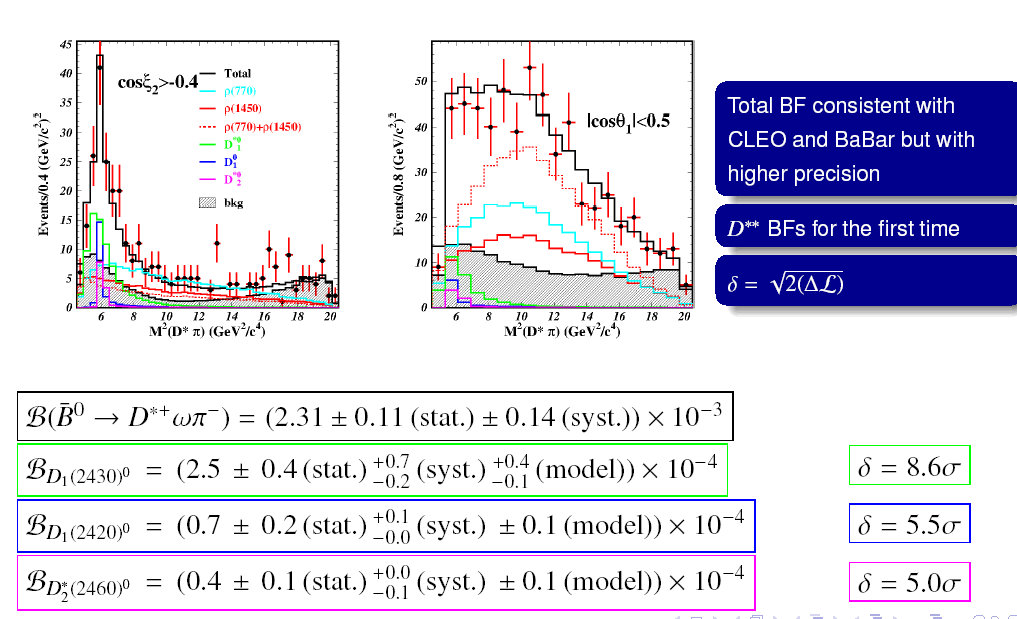 cosξ₂>-0.4
Total
ρ(770)
ρ(1450)
ρ(770)+ρ(1450)
D₁'⁰
D₁⁰
D₂*⁰
bkg
Events/0.4 (GeV/c²)²
45
40
35
30
25
20
15
10
5
0
6 8 10 12 14 16 18 20
M²(D* π) (GeV²/c⁴)
|cosθ₁|<0.5
Events/0.8 (GeV/c²)²
50
40
30
20
10
0
6 8 10 12 14 16 18 20
M²(D* π) (GeV²/c⁴)
Total BF consistent with
CLEO and BaBar but with
higher precision
D** BFs for the first time
δ = √2(Δℒ)
ℬ(B̄⁰ → D*⁺ωπ⁻) = (2.31 ± 0.11 (stat.) ± 0.14 (syst.)) × 10⁻³
ℬ_D₁(2430)⁰ = (2.5 ± 0.4 (stat.) +0.7 −0.2 (syst.) +0.4 −0.1 (model)) × 10⁻⁴ δ = 8.6σ
ℬ_D₁(2420)⁰ = (0.7 ± 0.2 (stat.) +0.1 −0.0 (syst.) ± 0.1 (model)) × 10⁻⁴ δ = 5.5σ
ℬ_D₂*(2460)⁰ = (0.4 ± 0.1 (stat.) +0.0 −0.1 (syst.) ± 0.1 (model)) × 10⁻⁴ δ = 5.0σ